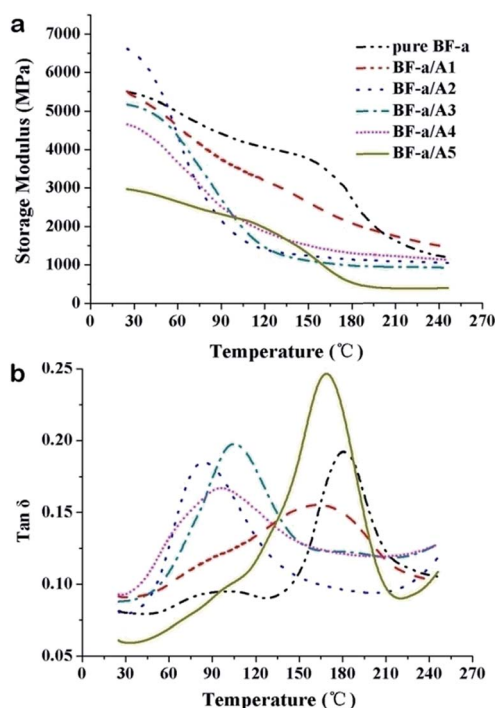 a
7000
6000
5000
4000
3000
2000
1000
0
Storage Modulus (MPa)
pure BF-a
BF-a/A1
BF-a/A2
BF-a/A3
BF-a/A4
BF-a/A5
0 30 60 90 120 150 180 210 240 270
Temperature (℃)
b
0.25
0.20
0.15
0.10
0.05
Tan δ
0 30 60 90 120 150 180 210 240 270
Temperature (℃)